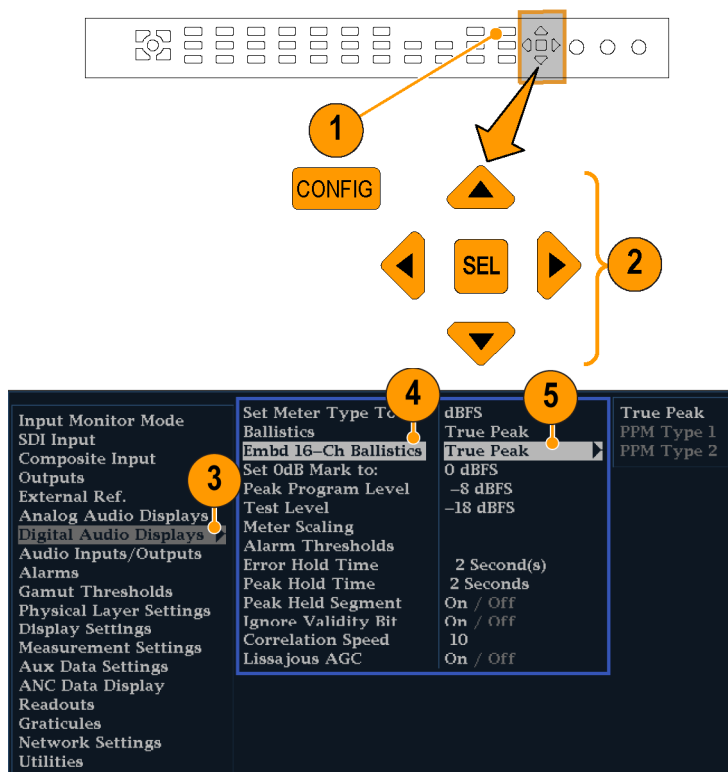 1
CONFIG
SEL
2
4
5
3
Input Monitor Mode
SDI Input
Composite Input
Outputs
External Ref.
Analog Audio Displays
Digital Audio Displays
Audio Inputs/Outputs
Alarms
Gamut Thresholds
Physical Layer Settings
Display Settings
Measurement Settings
Aux Data Settings
ANC Data Display
Readouts
Graticules
Network Settings
Utilities
Set Meter Type To dBFS
Ballistics True Peak
Embd 16–Ch Ballistics True Peak
Set 0dB Mark to: 0 dBFS
Peak Program Level –8 dBFS
Test Level –18 dBFS
Meter Scaling
Alarm Thresholds
Error Hold Time 2 Second(s)
Peak Hold Time 2 Seconds
Peak Held Segment On / Off
Ignore Validity Bit On / Off
Correlation Speed 10
Lissajous AGC On / Off
True Peak
PPM Type 1
PPM Type 2